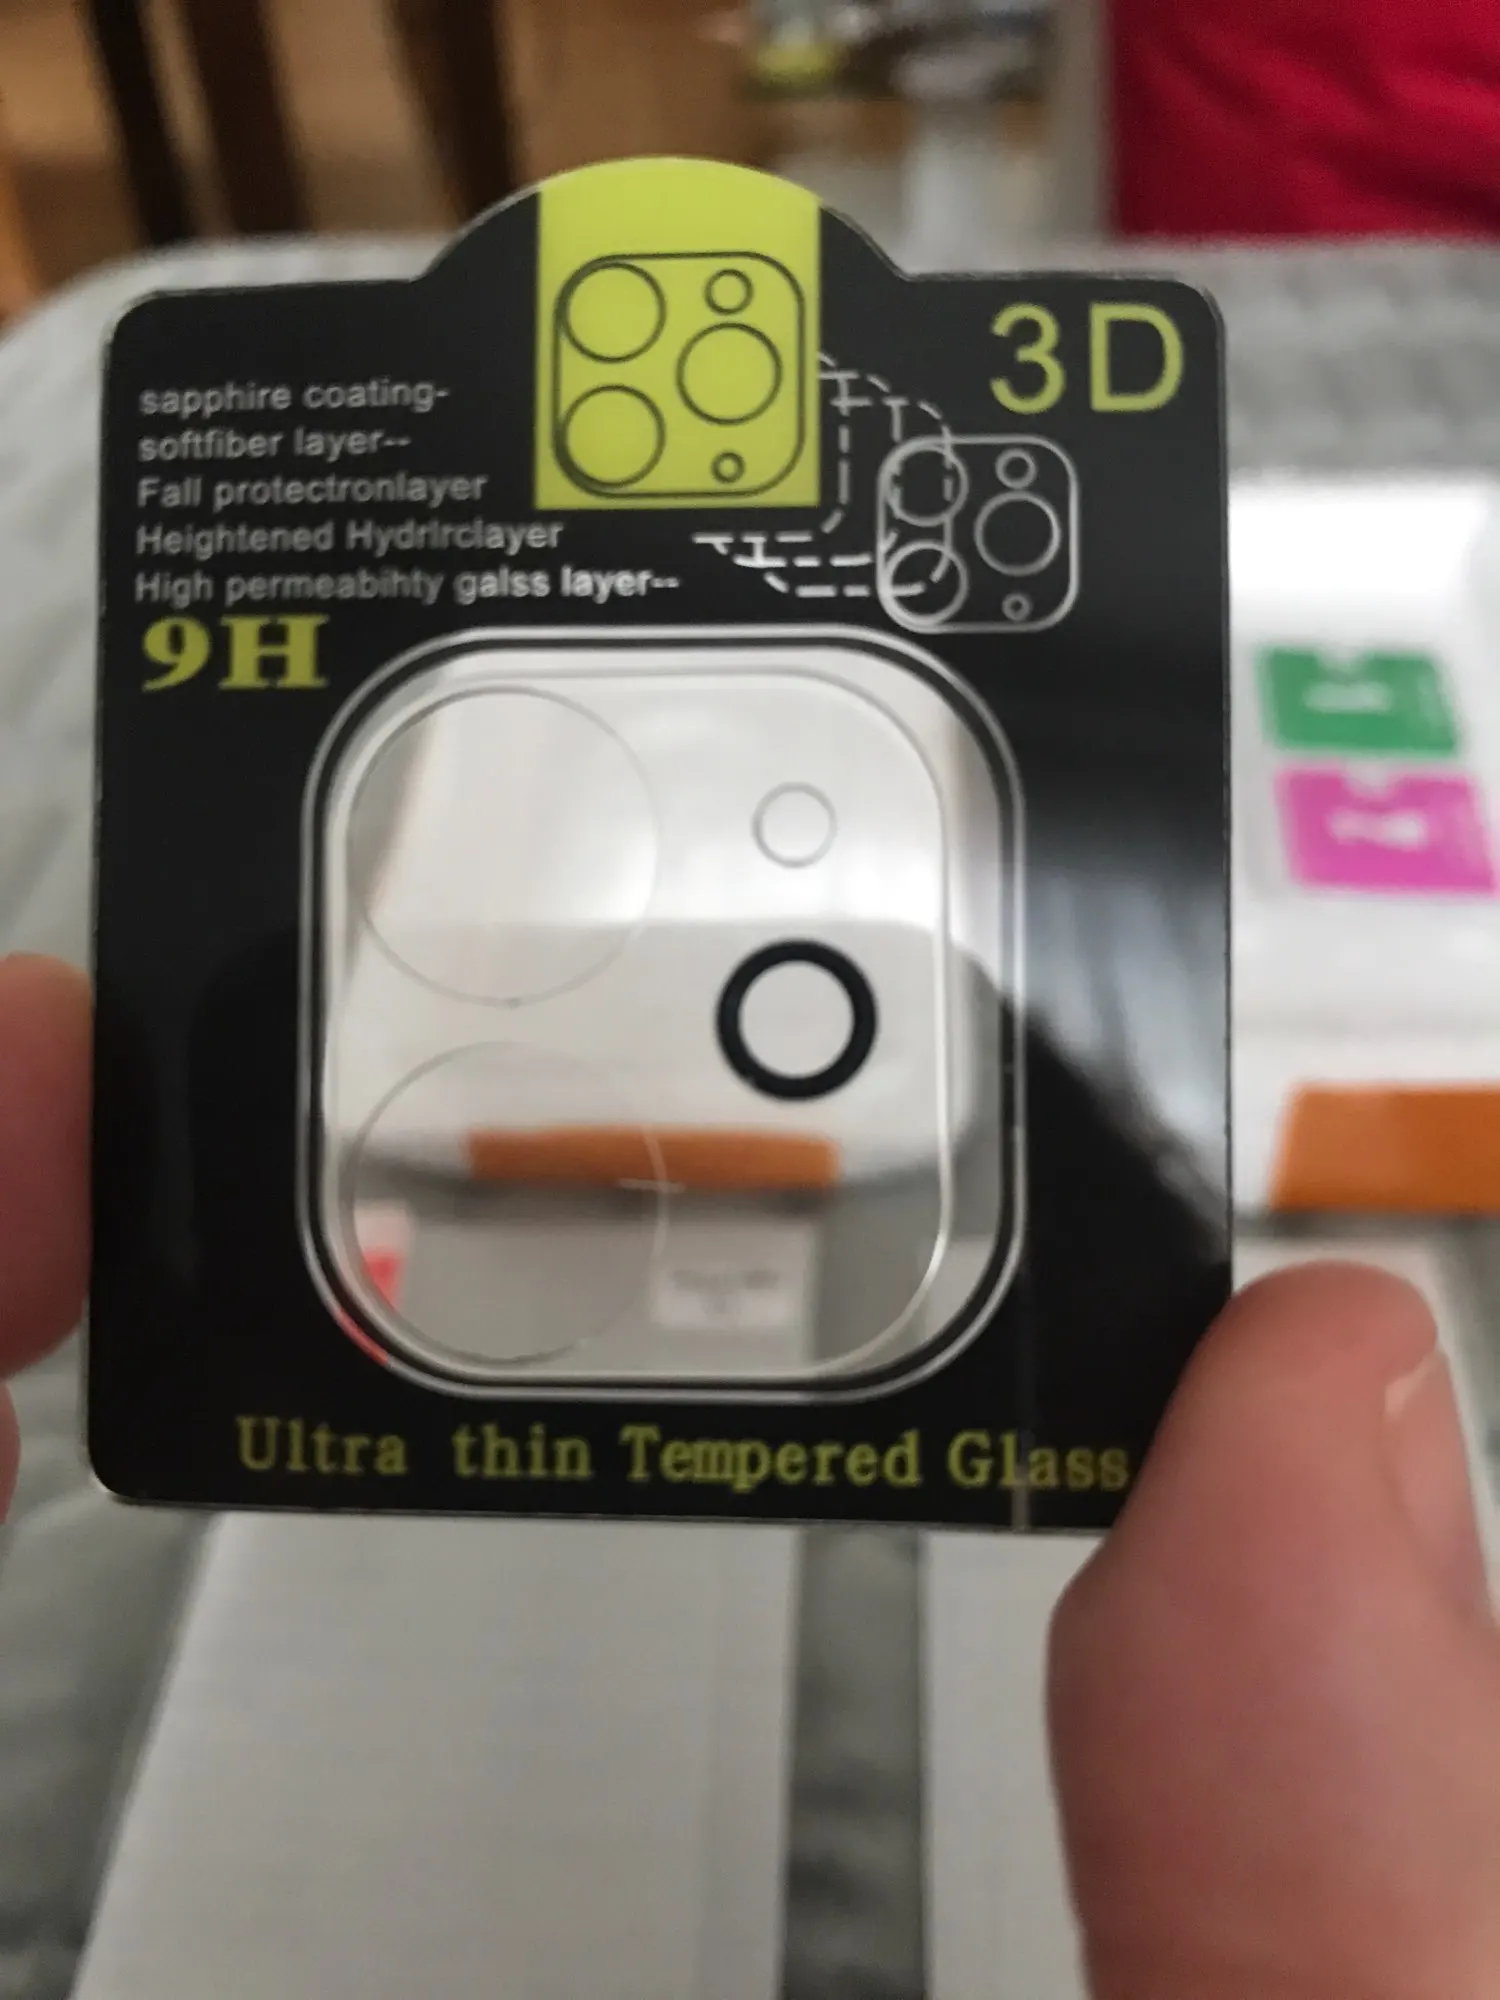 3D
sapphire coating-
softfiber layer--
Fall protectronlayer
Heightened Hydrirclayer
High permeabihty galss layer--
9H
Ultra thin Tempered Glass